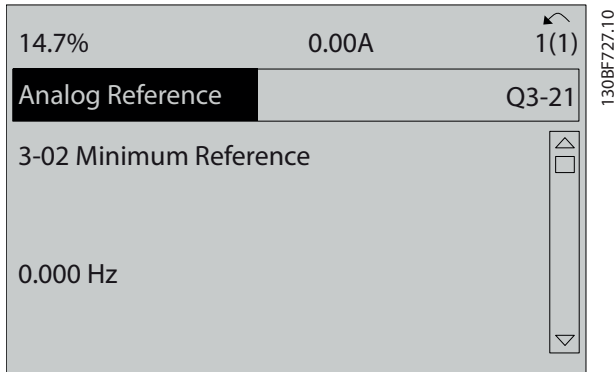 14.7% 0.00A 1(1)
Analog Reference Q3-21
3-02 Minimum Reference
0.000 Hz
130BF727.10